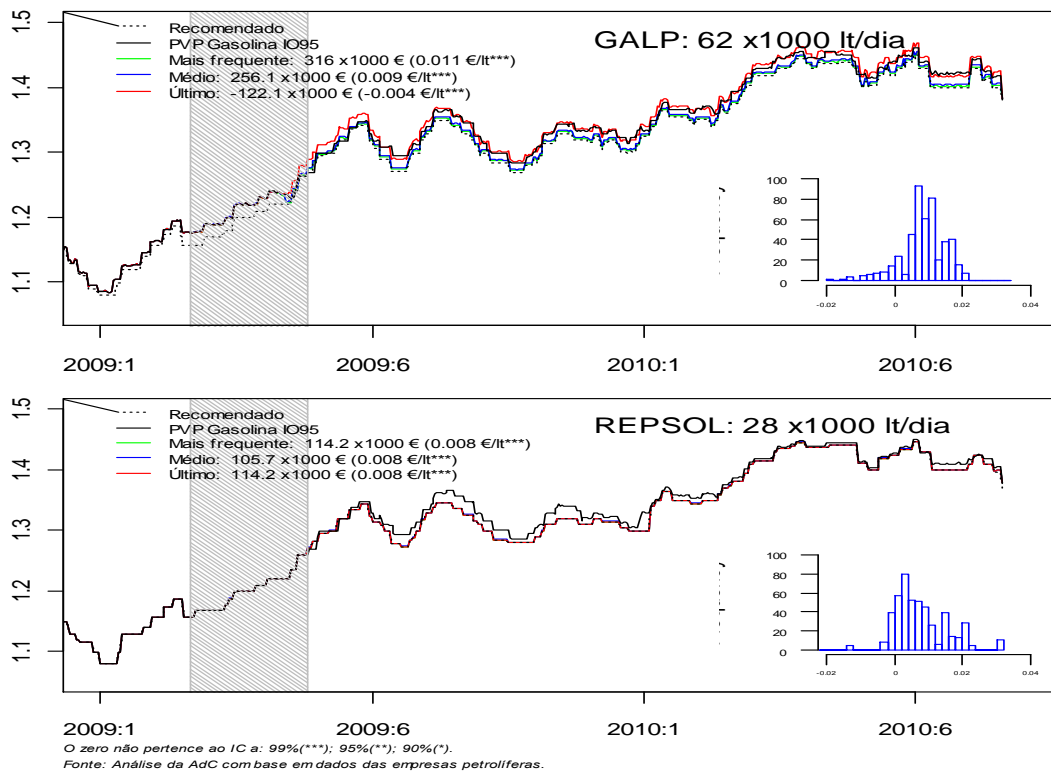 GALP: 62 x1000 lt/dia
Recomendado
PVP Gasolina IO95
Mais frequente: 316 x1000 € (0.011 €/lt***)
Médio: 256.1 x1000 € (0.009 €/lt***)
Último: -122.1 x1000 € (-0.004 €/lt***)
1.5
1.4
1.3
1.2
1.1
100
80
60
40
20
0
-0.02 0 0.02 0.04
2009:1 2009:6 2010:1 2010:6
REPSOL: 28 x1000 lt/dia
Recomendado
PVP Gasolina IO95
Mais frequente: 114.2 x1000 € (0.008 €/lt***)
Médio: 105.7 x1000 € (0.008 €/lt***)
Último: 114.2 x1000 € (0.008 €/lt***)
1.5
1.4
1.3
1.2
1.1
100
80
60
40
20
0
-0.02 0 0.02 0.04
2009:1 2009:6 2010:1 2010:6
O zero não pertence ao IC a: 99%(***); 95%(**); 90%(*).
Fonte: Análise da AdC com base em dados das empresas petrolíferas.